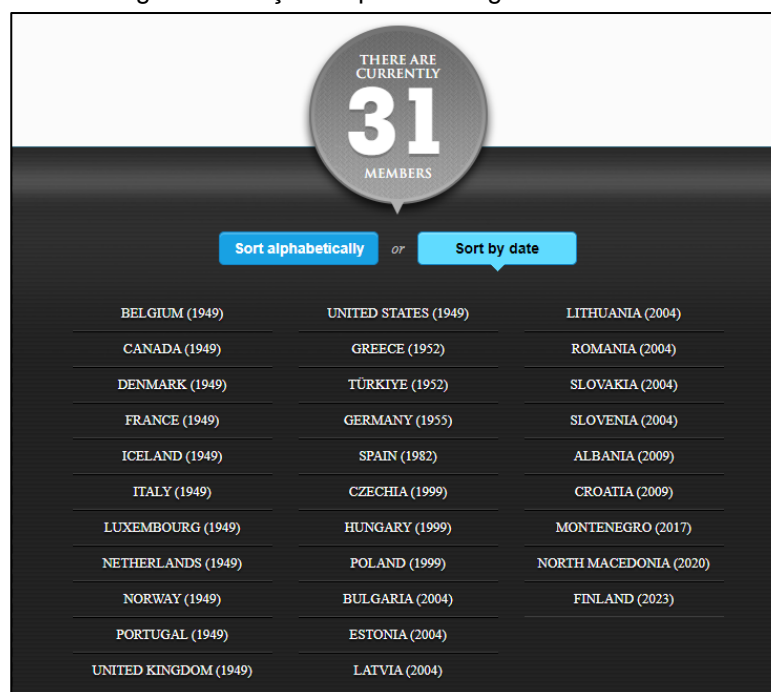 THERE ARE
CURRENTLY
31
MEMBERS
Sort alphabetically or Sort by date
BELGIUM (1949)
CANADA (1949)
DENMARK (1949)
FRANCE (1949)
ICELAND (1949)
ITALY (1949)
LUXEMBOURG (1949)
NETHERLANDS (1949)
NORWAY (1949)
PORTUGAL (1949)
UNITED KINGDOM (1949)
UNITED STATES (1949)
GREECE (1952)
TÜRKIYE (1952)
GERMANY (1955)
SPAIN (1982)
CZECHIA (1999)
HUNGARY (1999)
POLAND (1999)
BULGARIA (2004)
ESTONIA (2004)
LATVIA (2004)
LITHUANIA (2004)
ROMANIA (2004)
SLOVAKIA (2004)
SLOVENIA (2004)
ALBANIA (2009)
CROATIA (2009)
MONTENEGRO (2017)
NORTH MACEDONIA (2020)
FINLAND (2023)